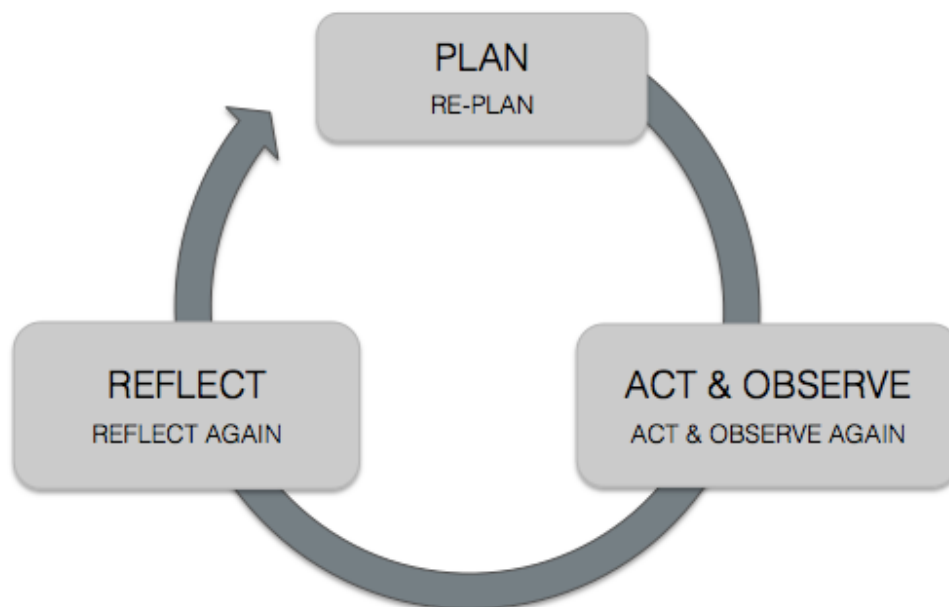 PLAN
RE-PLAN
REFLECT
REFLECT AGAIN
ACT & OBSERVE
ACT & OBSERVE AGAIN